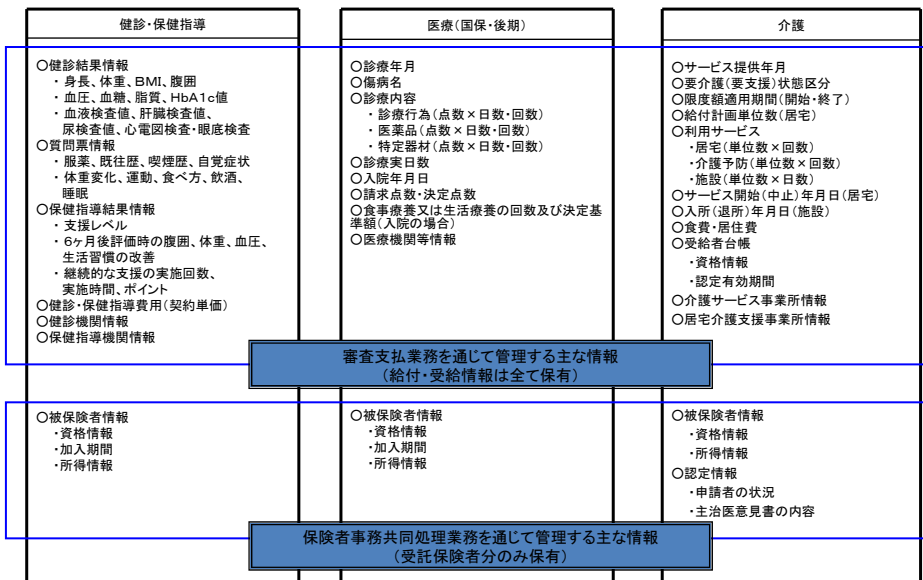 健診・保健指導
○健診結果情報
・身長、体重、BMI、腹囲
・血圧、血糖、脂質、HbA1c値
・血液検査値、肝臓検査値、
尿検査値、心電図検査・眼底検査
○質問票情報
・服薬、既往歴、喫煙歴、自覚症状
・体重変化、運動、食べ方、飲酒、
睡眠
○保健指導結果情報
・支援レベル
・6ヶ月後評価時の腹囲、体重、血圧、
生活習慣の改善
・継続的な支援の実施回数、
実施時間、ポイント
○健診・保健指導費用(契約単価)
○健診機関情報
○保健指導機関情報
医療(国保・後期)
○診療年月
○傷病名
○診療内容
・診療行為(点数×日数・回数)
・医薬品(点数×日数・回数)
・特定器材(点数×日数・回数)
○診療実日数
○入院年月日
○請求点数・決定点数
○食事療養又は生活療養の回数及び決定基
準額(入院の場合)
○医療機関等情報
介護
○サービス提供年月
○要介護(要支援)状態区分
○限度額適用期間(開始・終了)
○給付計画単位数(居宅)
○利用サービス
・居宅(単位数×回数)
・介護予防(単位数×回数)
・施設(単位数×日数)
○サービス開始(中止)年月日(居宅)
○入所(退所)年月日(施設)
○食費・居住費
○受給者台帳
・資格情報
・認定有効期間
○介護サービス事業所情報
○居宅介護支援事業所情報
審査支払業務を通じて管理する主な情報
(給付・受給情報は全て保有)
○被保険者情報
・資格情報
・加入期間
・所得情報
○被保険者情報
・資格情報
・加入期間
・所得情報
○被保険者情報
・資格情報
・所得情報
○認定情報
・申請者の状況
・主治医意見書の内容
保険者事務共同処理業務を通じて管理する主な情報
(受託保険者分のみ保有)